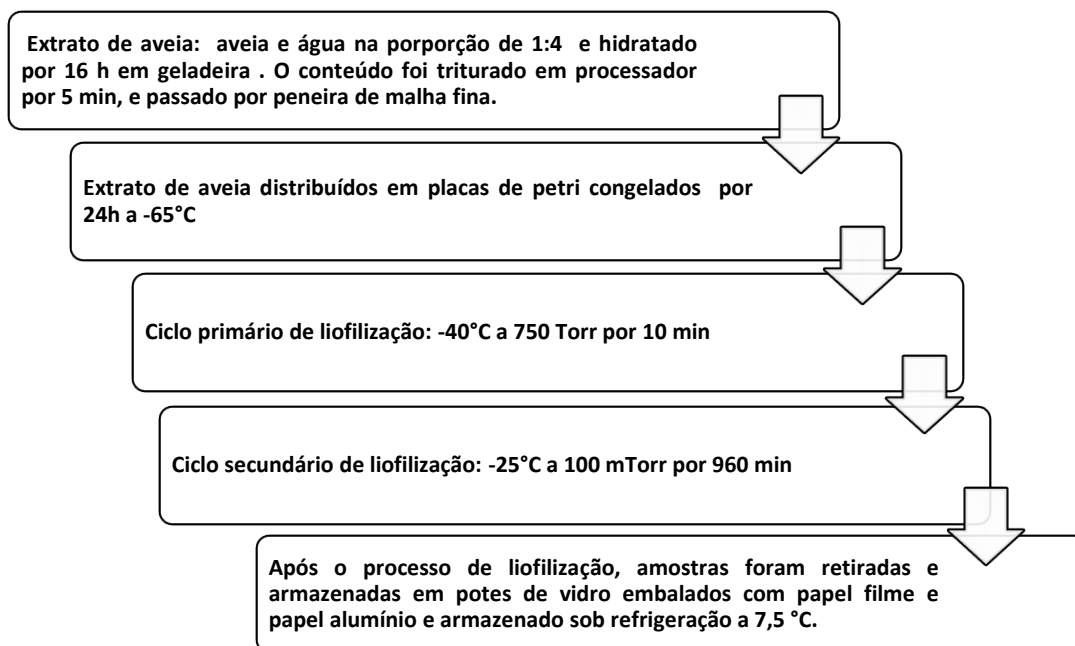 Extrato de aveia: aveia e água na porporção de 1:4 e hidratado
por 16 h em geladeira . O conteúdo foi triturado em processador
por 5 min, e passado por peneira de malha fina.
Extrato de aveia distribuídos em placas de petri congelados por
24h a -65°C
Ciclo primário de liofilização: -40°C a 750 Torr por 10 min
Ciclo secundário de liofilização: -25°C a 100 mTorr por 960 min
Após o processo de liofilização, amostras foram retiradas e
armazenadas em potes de vidro embalados com papel filme e
papel alumínio e armazenado sob refrigeração a 7,5 °C.